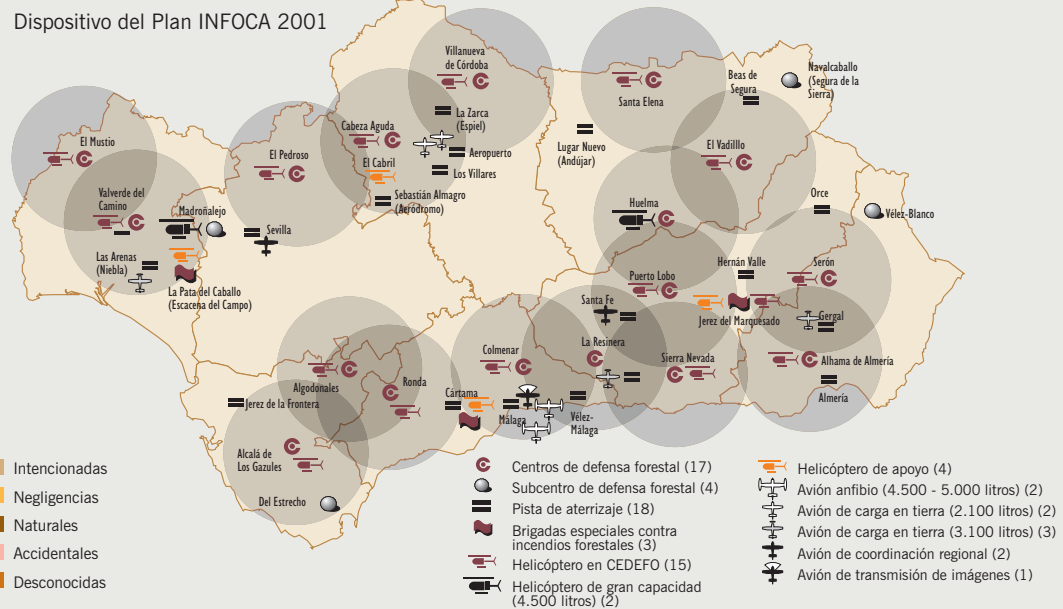 Dispositivo del Plan INFOCA 2001
Villanueva
de Córdoba
Santa Elena
Beas de
Segura
Navalcaballo
(Segura de la
Sierra)
La Zarca
(Espiel)
Cabeza Aguda
El Mustio
El Pedroso
El Cabril
Aeropuerto
Los Villares
Lugar Nuevo
(Andújar)
El Vadilllo
Sebastián Almagro
(Aeródromo)
Valverde del
Camino
Madroñalejo
Sevilla
Huelma
Orce
Vélez-Blanco
Las Arenas
(Niebla)
La Pata del Caballo
(Escacena del Campo)
Puerto Lobo
Hernán Valle
Serón
Santa Fe
Jerez del Marquesado
Gergal
Colmenar
La Resinera
Sierra Nevada
Alhama de Almería
Almería
Algodonales
Ronda
Cártama
Málaga
Vélez-
Málaga
Jerez de la Frontera
Alcalá de
Los Gazules
Del Estrecho
Intencionadas
Negligencias
Naturales
Accidentales
Desconocidas
Centros de defensa forestal (17)
Subcentro de defensa forestal (4)
Pista de aterrizaje (18)
Brigadas especiales contra
incendios forestales (3)
Helicóptero en CEDEFO (15)
Helicóptero de gran capacidad
(4.500 litros) (2)
Helicóptero de apoyo (4)
Avión anfibio (4.500 - 5.000 litros) (2)
Avión de carga en tierra (2.100 litros) (2)
Avión de carga en tierra (3.100 litros) (3)
Avión de coordinación regional (2)
Avión de transmisión de imágenes (1)